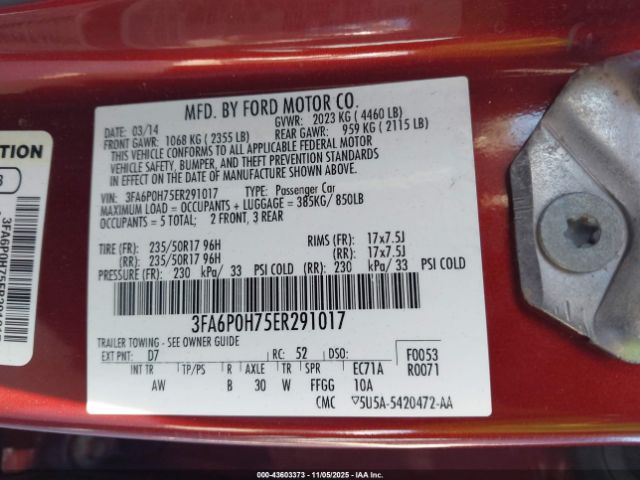 MFD. BY FORD MOTOR CO.
DATE: 03/14 GVWR: 2023 KG ( 4460 LB)
FRONT GAWR: 1068 KG ( 2355 LB) REAR GAWR: 959 KG ( 2115 LB)
THIS VEHICLE CONFORMS TO ALL APPLICABLE FEDERAL MOTOR
VEHICLE SAFETY, BUMPER, AND THEFT PREVENTION STANDARDS
IN EFFECT ON THE DATE OF MANUFACTURE SHOWN ABOVE.
VIN: 3FA6P0H75ER291017 TYPE: Passenger Car
MAXIMUM LOAD = OCCUPANTS + LUGGAGE = 385KG/ 850LB
OCCUPANTS = 5 TOTAL; 2 FRONT, 3 REAR
TIRE (FR): 235/50R17 96H RIMS (FR): 17x7.5J
(RR): 235/50R17 96H (RR): 17x7.5J
PRESSURE (FR): 230 kPa/ 33 PSI COLD (RR): 230 kPa/ 33 PSI COLD
3FA6P0H75ER291017
TRAILER TOWING - SEE OWNER GUIDE
EXT PNT: D7 RC: 52 DSO: F0053
INT TR TP/PS R AXLE TR SPR EC71A R0071
AW B 30 W FFGG 10A
CMC ▽5U5A-5420472-AA
TION
3FA6P0H75ER291017
000-43603373 11/05/2025 IAAI.COM